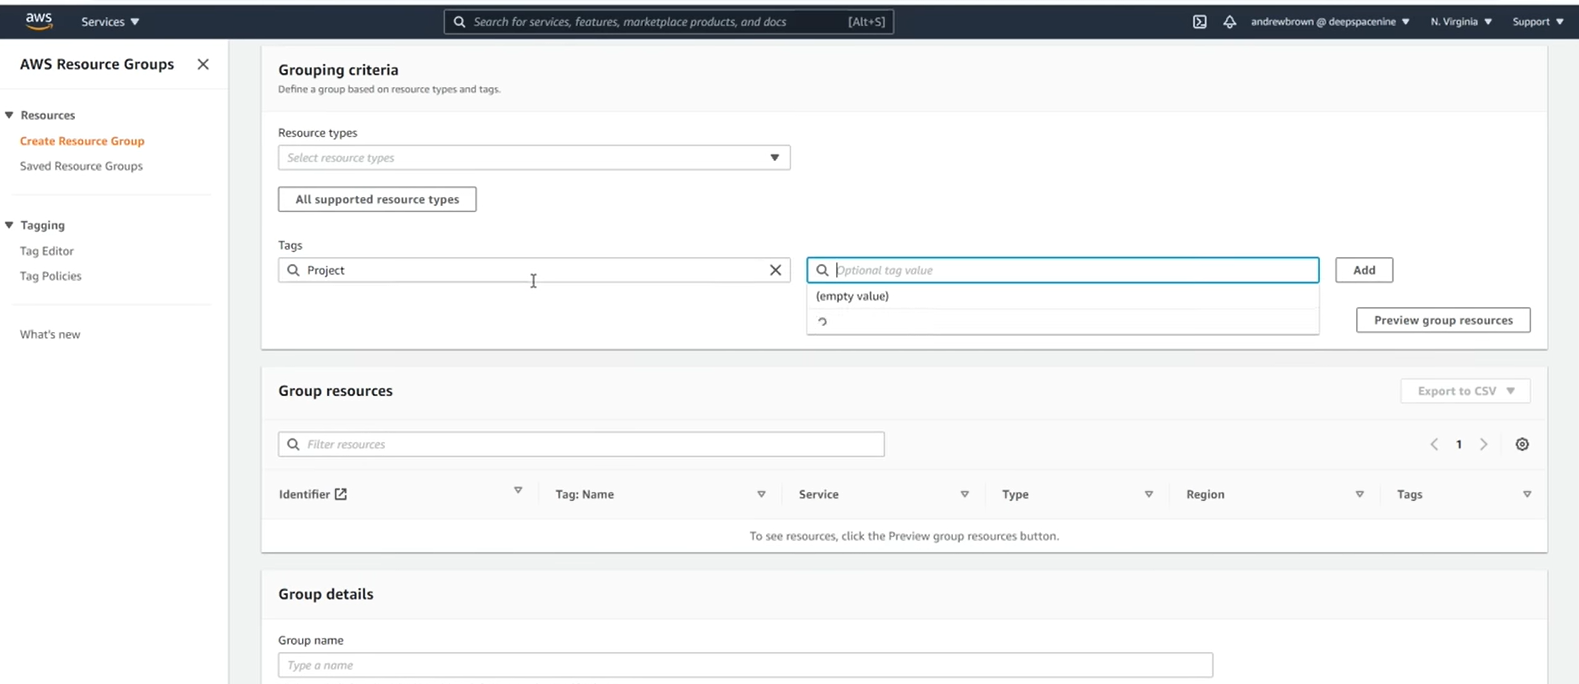 aws Services Search for services, features, marketplace products, and docs [Alt+S] andrewbrown @ deepspacenine N. Virginia Support
AWS Resource Groups
Resources
Create Resource Group
Saved Resource Groups
Tagging
Tag Editor
Tag Policies
What's new
Grouping criteria
Define a group based on resource types and tags.
Resource types
Select resource types
All supported resource types
Tags
Project Optional tag value Add
(empty value)
Preview group resources
Group resources Export to CSV
Filter resources 1
Identifier Tag: Name Service Type Region Tags
To see resources, click the Preview group resources button.
Group details
Group name
Type a name